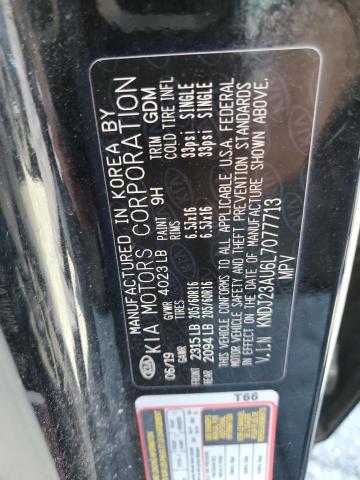 MANUFACTURED IN KOREA BY
KIA MOTORS CORPORATION
06/19 GVWR 4023 LB PAINT 9H TRIM GDM
GAWR TIRES RIMS COLD TIRE INFL
FRONT 2315 LB 205/60R16 6.5JX16 33psi SINGLE
REAR 2094 LB 205/60R16 6.5JX16 33psi SINGLE
THIS VEHICLE CONFORMS TO ALL APPLICABLE U.S.A. FEDERAL
MOTOR VEHICLE SAFETY AND THEFT PREVENTION STANDARDS
IN EFFECT ON THE DATE OF MANUFACTURE SHOWN ABOVE.
V.I.N KNDJ23AU6L7077713
MPV
T66